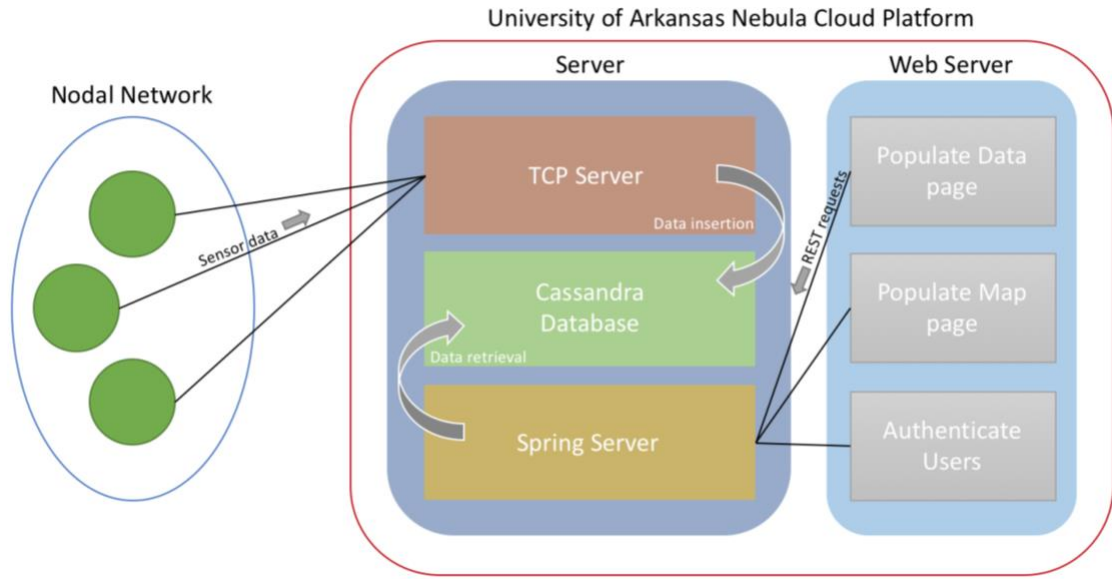 University of Arkansas Nebula Cloud Platform
Nodal Network
Server
Web Server
Sensor data
TCP Server
Data insertion
Cassandra
Database
Data retrieval
Spring Server
REST requests
Populate Data
page
Populate Map
page
Authenticate
Users